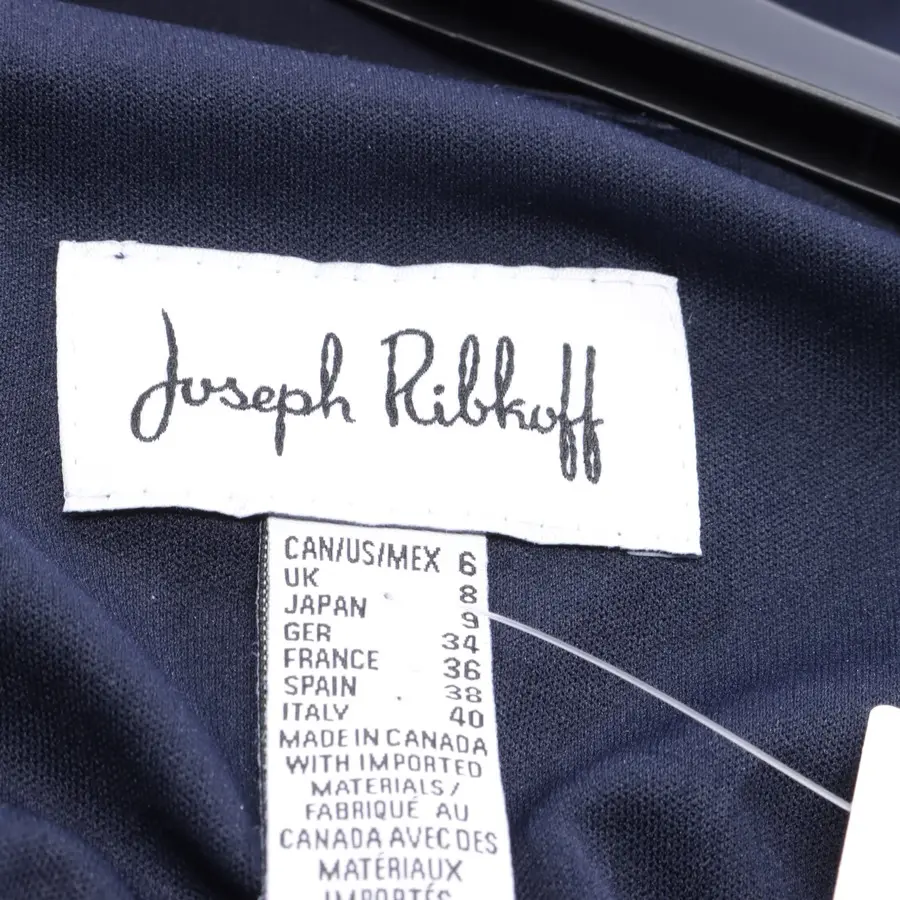 Joseph Ribkoff
CAN/US/MEX 6
UK 8
JAPAN 9
GER 34
FRANCE 36
SPAIN 38
ITALY 40
MADE IN CANADA
WITH IMPORTED
MATERIALS/
FABRIQUÉ AU
CANADA AVEC DES
MATÉRIAUX
IMPORTÉS